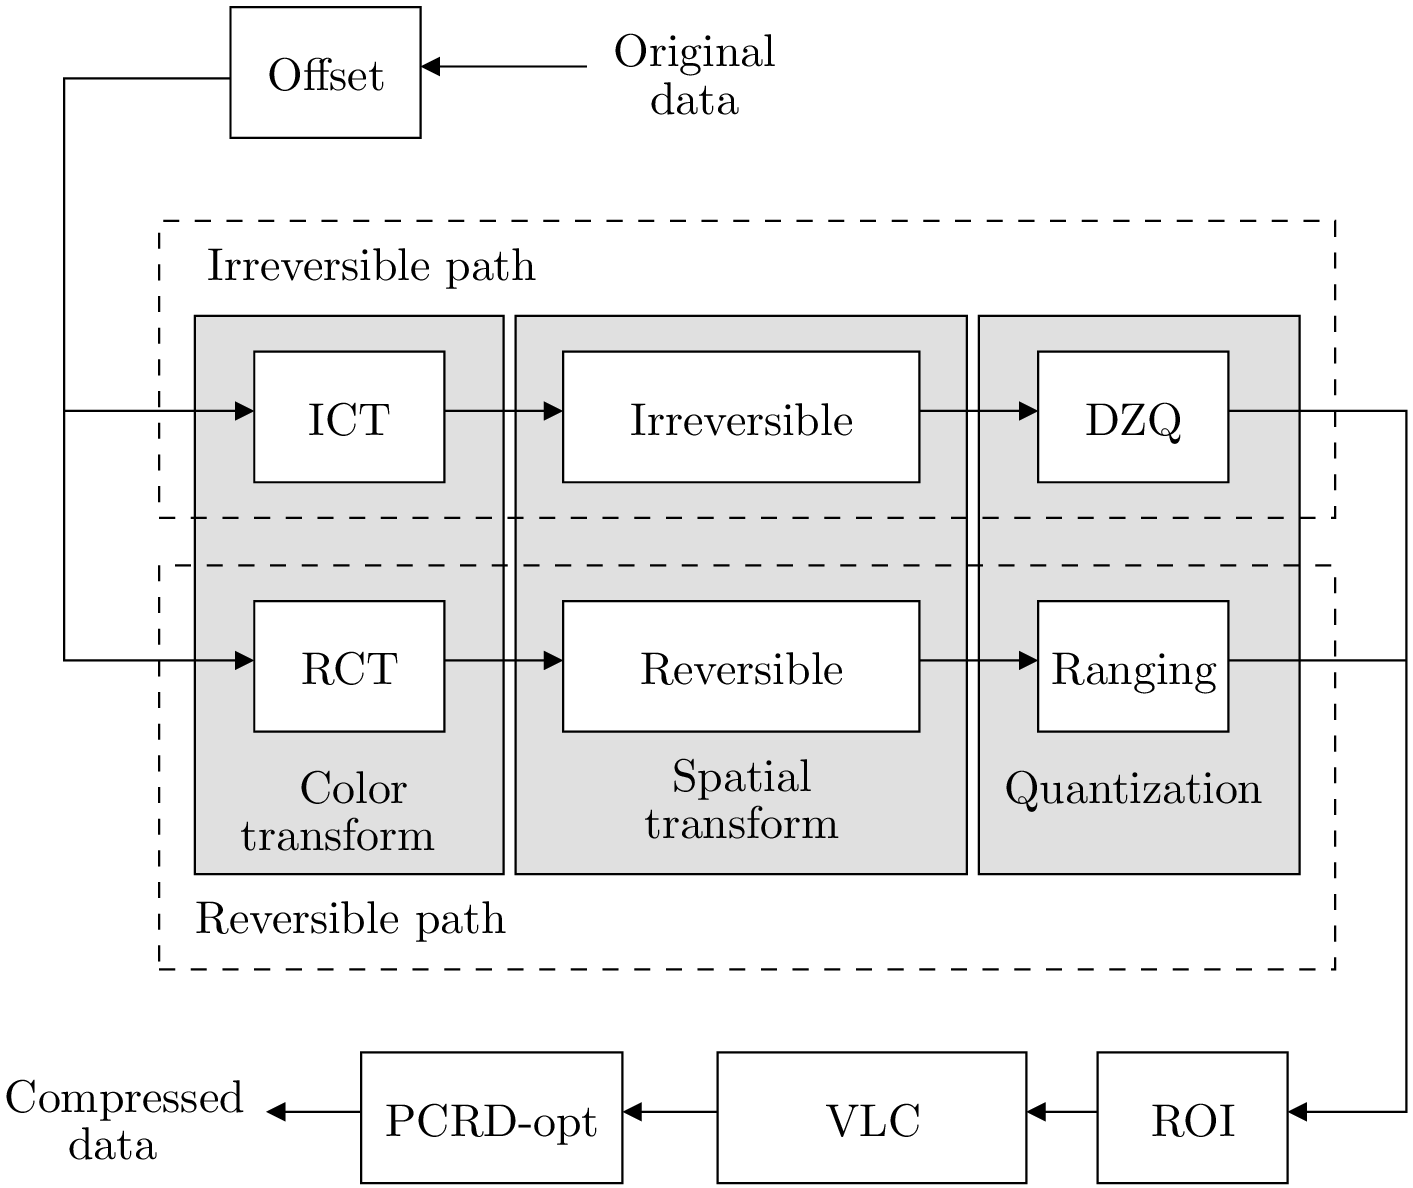 Offset
Original
data
Irreversible path
ICT
Irreversible
DZQ
RCT
Reversible
Ranging
Color
transform
Spatial
transform
Quantization
Reversible path
Compressed
data
PCRD-opt
VLC
ROI